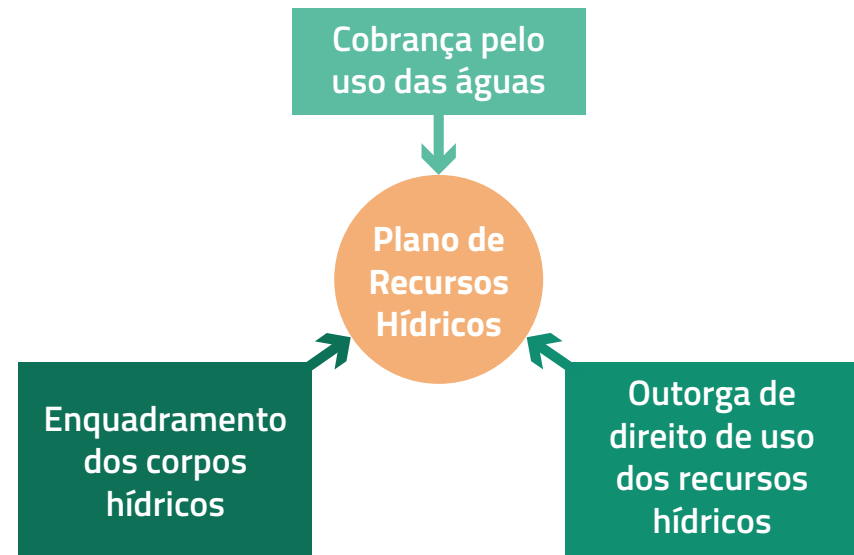 Cobrança pelo
uso das águas
Plano de
Recursos
Hídricos
Enquadramento
dos corpos
hídricos
Outorga de
direito de uso
dos recursos
hídricos